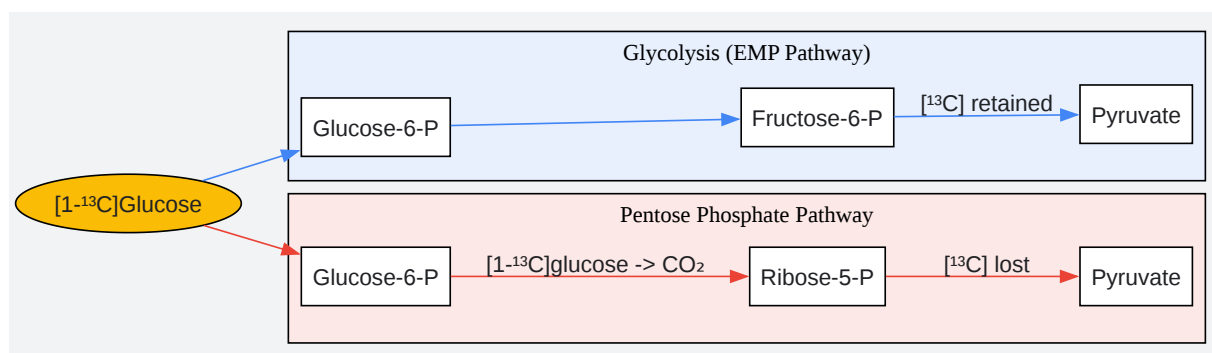 Glycolysis (EMP Pathway)
Glucose-6-P
Fructose-6-P
[¹³C] retained
Pyruvate
[1-¹³C]Glucose
Pentose Phosphate Pathway
Glucose-6-P
[1-¹³C]glucose -> CO₂
Ribose-5-P
[¹³C] lost
Pyruvate